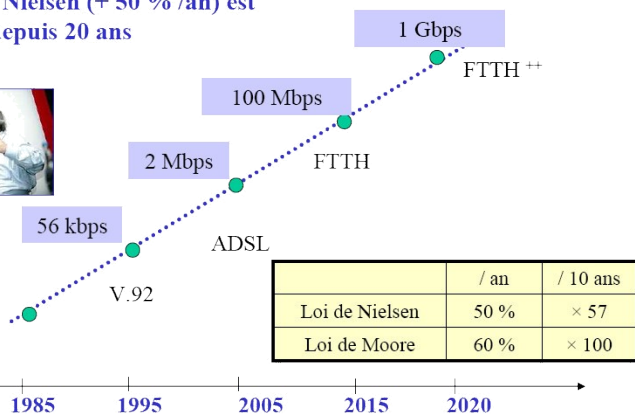 Nielsen (+ 50 % /an) est
depuis 20 ans
1 Gbps
FTTH ++
100 Mbps
FTTH
2 Mbps
ADSL
56 kbps
V.92
/ an / 10 ans
Loi de Nielsen 50 % × 57
Loi de Moore 60 % × 100
1985 1995 2005 2015 2020